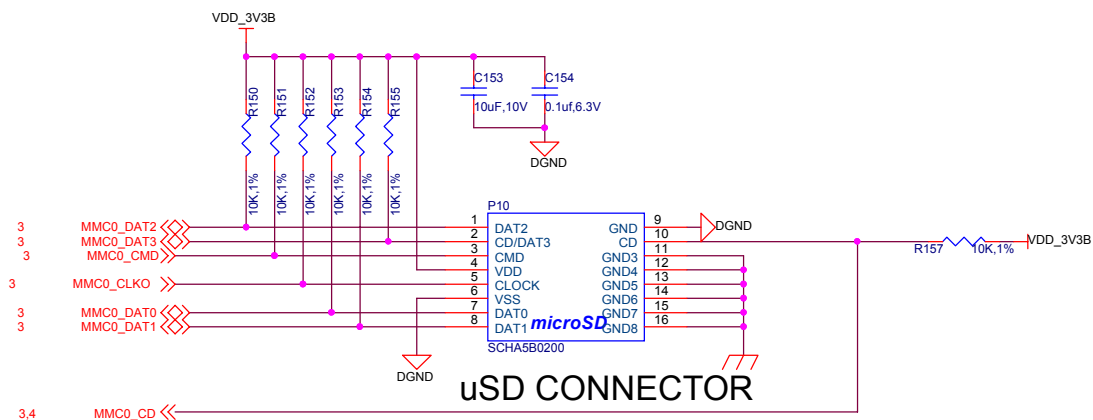 VDD_3V3B
C153
C154
10uF,10V
0.1uf,6.3V
R150
R151
R152
R153
R154
R155
10K,1%
10K,1%
10K,1%
10K,1%
10K,1%
10K,1%
DGND
P10
3 MMC0_DAT2 1 DAT2 GND 9 DGND
3 MMC0_DAT3 2 CD/DAT3 CD 10 R157 10K,1% VDD_3V3B
3 MMC0_CMD 3 CMD GND3 11
4 VDD GND4 12
3 MMC0_CLKO 5 CLOCK GND5 13
6 VSS GND6 14
3 MMC0_DAT0 7 DAT0 GND7 15
3 MMC0_DAT1 8 DAT1 microSD GND8 16
SCHA5B0200
DGND
uSD CONNECTOR
3,4 MMC0_CD